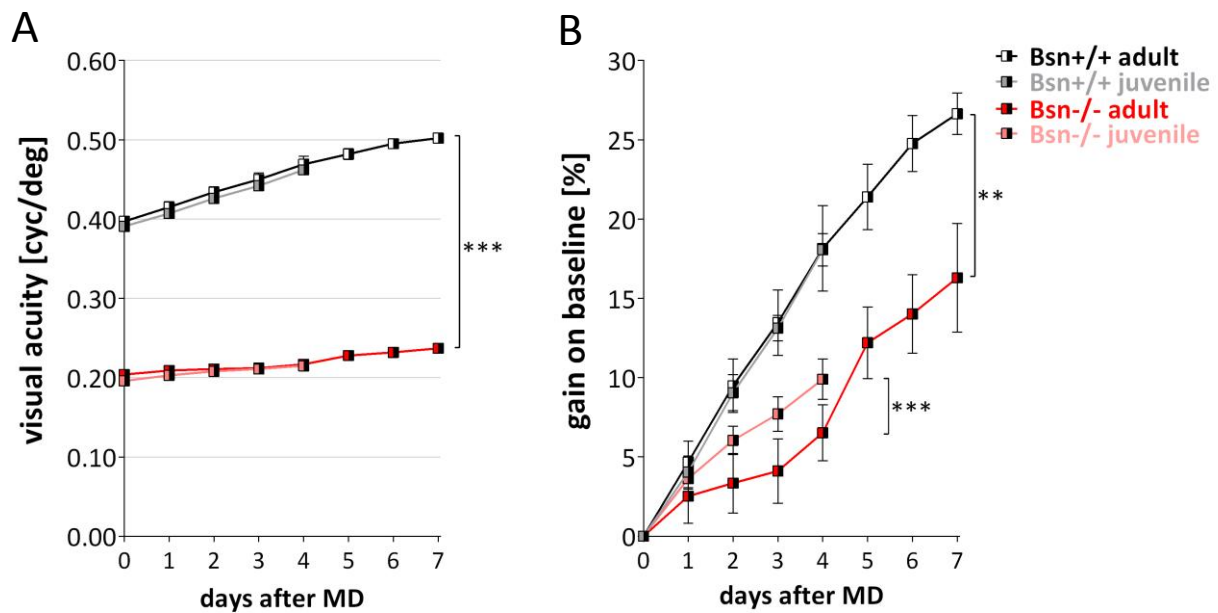 A
visual acuity [cyc/deg]
0.60
0.50
0.40
0.30
0.20
0.10
0.00
0 1 2 3 4 5 6 7
days after MD
***
B
gain on baseline [%]
30
25
20
15
10
5
0
0 1 2 3 4 5 6 7
days after MD
**
***
Bsn+/+ adult
Bsn+/+ juvenile
Bsn-/- adult
Bsn-/- juvenile